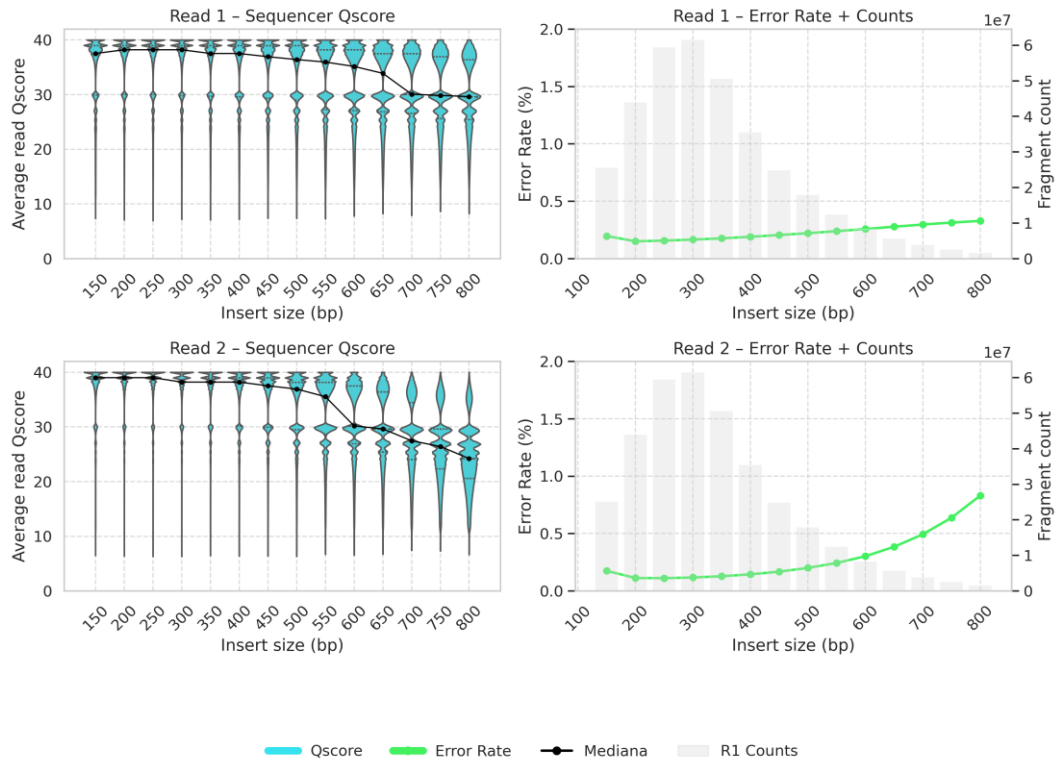 Read 1 – Sequencer Qscore
Average read Qscore
40
30
20
10
0
150 200 250 300 350 400 450 500 550 600 650 700 750 800
Insert size (bp)
Read 1 – Error Rate + Counts
1e7
Error Rate (%)
2.0
1.5
1.0
0.5
0.0
Fragment count
6
5
4
3
2
1
0
100 200 300 400 500 600 700 800
Insert size (bp)
Read 2 – Sequencer Qscore
Average read Qscore
40
30
20
10
0
150 200 250 300 350 400 450 500 550 600 650 700 750 800
Insert size (bp)
Read 2 – Error Rate + Counts
1e7
Error Rate (%)
2.0
1.5
1.0
0.5
0.0
Fragment count
6
5
4
3
2
1
0
100 200 300 400 500 600 700 800
Insert size (bp)
Qscore Error Rate Mediana R1 Counts